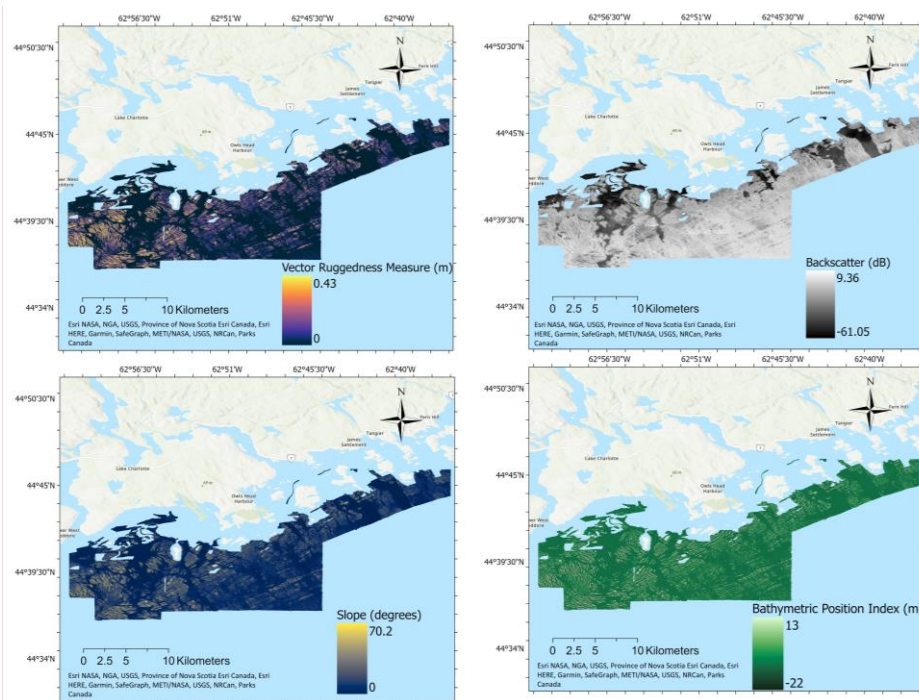 62°56'30"W 62°51'W 62°45'30"W 62°40'W
44°50'30"N
44°45'N
44°39'30"N
44°34'N
N
Tangier
James
Settlement
Lake Charlotte
Owls Head
Harbour
Vector Ruggedness Measure (m)
0.43
0
0 2.5 5 10 Kilometers
Esri NASA, NGA, USGS, Province of Nova Scotia Esri Canada, Esri
HERE, Garmin, SafeGraph, METI/NASA, USGS, NRCan, Parks
Canada
62°56'30"W 62°51'W 62°45'30"W 62°40'W
44°50'30"N
44°45'N
44°39'30"N
44°34'N
N
Tangier
James
Settlement
Lake Charlotte
Owls Head
Harbour
Backscatter (dB)
9.36
-61.05
0 2.5 5 10 Kilometers
Esri NASA, NGA, USGS, Province of Nova Scotia Esri Canada, Esri
HERE, Garmin, SafeGraph, METI/NASA, USGS, NRCan, Parks
Canada
62°56'30"W 62°51'W 62°45'30"W 62°40'W
44°50'30"N
44°45'N
44°39'30"N
44°34'N
N
Tangier
James
Settlement
Lake Charlotte
Owls Head
Harbour
Slope (degrees)
70.2
0
0 2.5 5 10 Kilometers
Esri NASA, NGA, USGS, Province of Nova Scotia Esri Canada, Esri
HERE, Garmin, SafeGraph, METI/NASA, USGS, NRCan, Parks
Canada
62°56'30"W 62°51'W 62°45'30"W 62°40'W
44°50'30"N
44°45'N
44°39'30"N
44°34'N
N
Tangier
James
Settlement
Lake Charlotte
Owls Head
Harbour
Bathymetric Position Index (m
13
-22
0 2.5 5 10 Kilometers
Esri NASA, NGA, USGS, Province of Nova Scotia Esri Canada, Esri
HERE, Garmin, SafeGraph, METI/NASA, USGS, NRCan, Parks
Canada